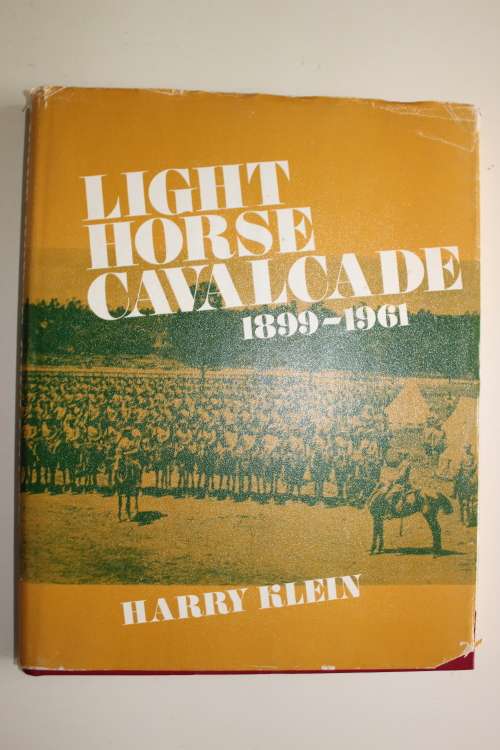 LIGHT
HORSE
CAVALCADE
1899-1961
HARRY KLEIN